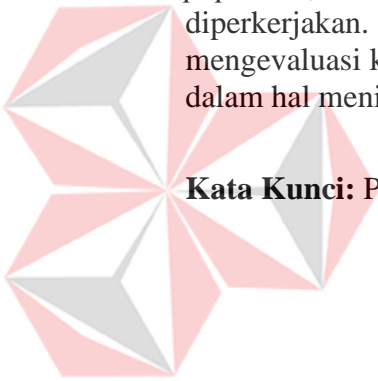 diperkerjakan.
mengevaluasi k
dalam hal meni
Kata Kunci: P